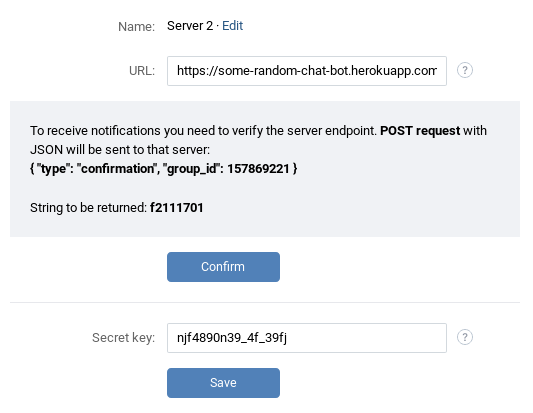 Name: Server 2 · Edit
URL: https://some-random-chat-bot.herokuapp.com ?
To receive notifications you need to verify the server endpoint. POST request with
JSON will be sent to that server:
{ "type": "confirmation", "group_id": 157869221 }
String to be returned: f2111701
Confirm
Secret key: njf4890n39_4f_39fj ?
Save